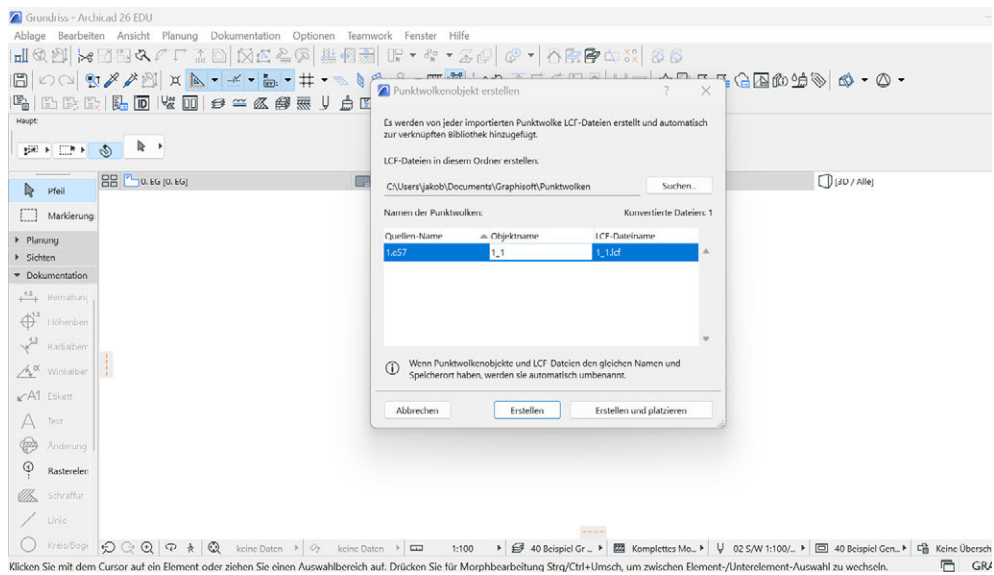 Grundriss - Archicad 26 EDU
Ablage Bearbeiten Ansicht Planung Dokumentation Optionen Teamwork Fenster Hilfe
Haupt:
Punktwolkenobjekt erstellen ?
Es werden von jeder importierten Punktwolke LCF-Dateien erstellt und automatisch
zur verknüpften Bibliothek hinzugefügt.
LCF-Dateien in diesem Ordner erstellen:
C:\Users\jakob\Documents\Graphisoft\Punktwolken Suchen...
Namen der Punktwolken: Konvertierte Dateien: 1
Quellen-Name Objektname LCF-Dateiname
1.e57 1_1 1_1.lcf
Wenn Punktwolkenobjekte und LCF-Dateien den gleichen Namen und
Speicherort haben, werden sie automatisch umbenannt.
Abbrechen Erstellen Erstellen und platzieren
0. EG [0. EG] [3D / Alle]
Pfeil
Markierung
Planung
Sichten
Dokumentation
Bemaßung
Höhenbem
Radialbem
Winkelber
A1 Etikett
Text
Änderung
Rasterelen
Schraffur
Linie
Kreis/Boge
keine Daten keine Daten 1:100 40 Beispiel Gr... Komplettes Mo... 02 S/W 1:100/... 40 Beispiel Gen... Keine Übersch
Klicken Sie mit dem Cursor auf ein Element oder ziehen Sie einen Auswahlbereich auf. Drücken Sie für Morphbearbeitung Strg/Ctrl+Umsch, um zwischen Element-/Unterelement-Auswahl zu wechseln. GRA